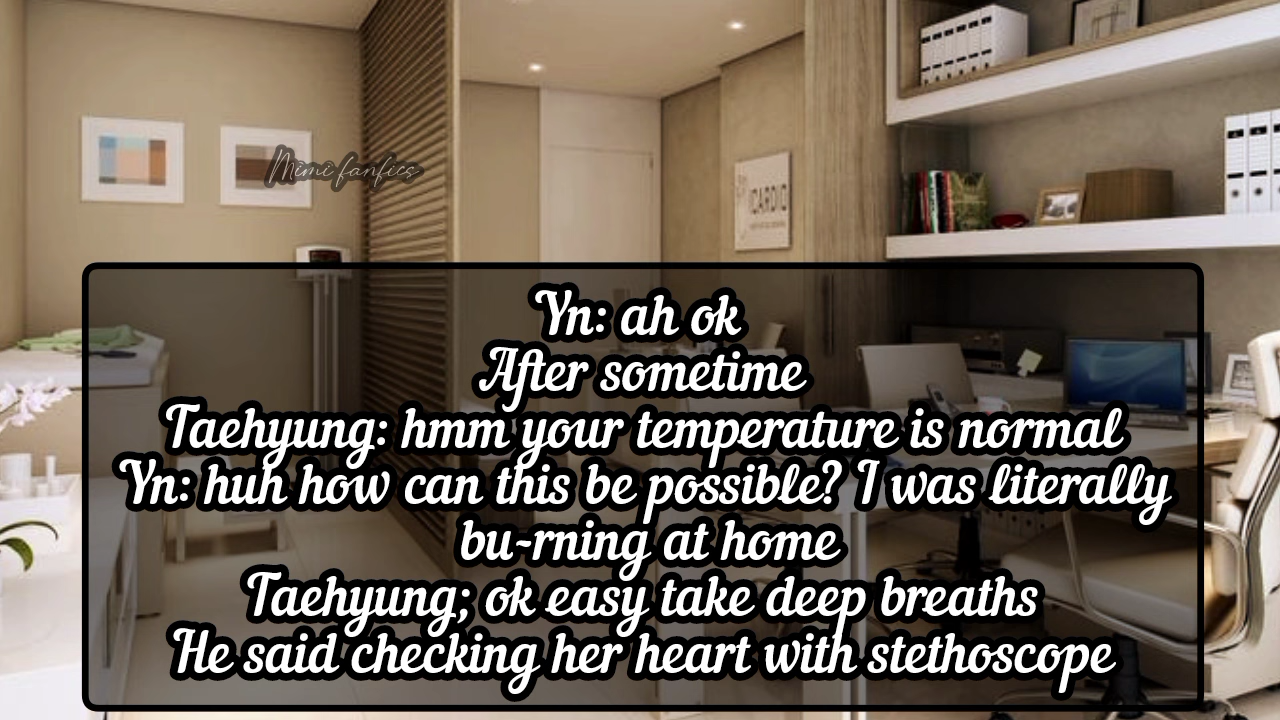 Mimi fanfics
CARDIO
Yn: ah ok
After sometime
Taehyung: hmm your temperature is normal
Yn: huh how can this be possible? I was literally
bu-rning at home
Taehyung; ok easy take deep breaths
He said checking her heart with stethoscope